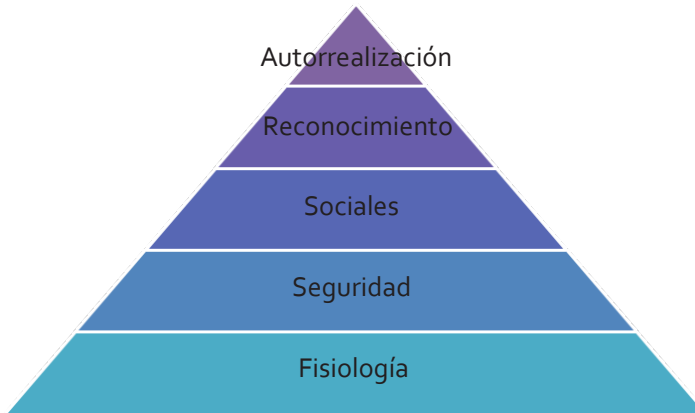 Autorrealización
Reconocimiento
Sociales
Seguridad
Fisiología